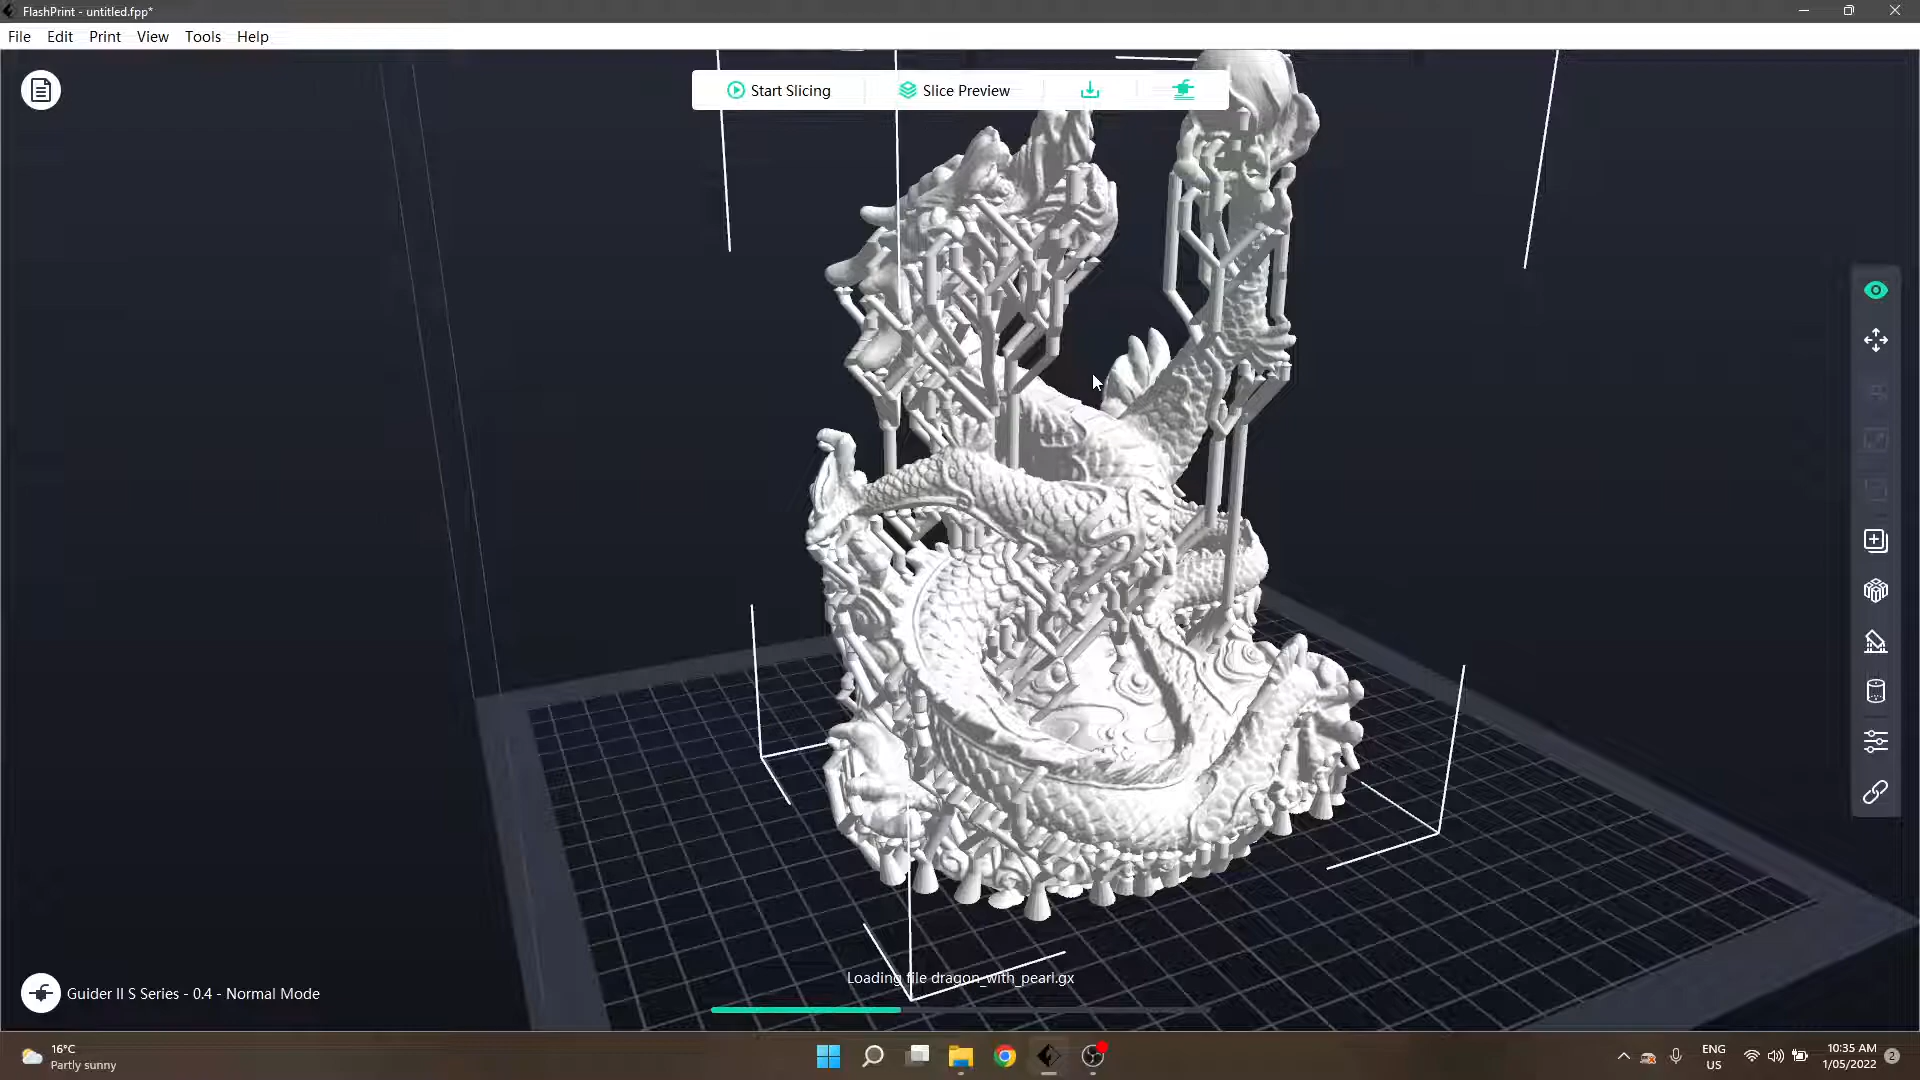 FlashPrint - untitled.fpp*
File Edit Print View Tools Help
Start Slicing Slice Preview
Loading file dragon_with_pearl.gx
Guider II S Series - 0.4 - Normal Mode
16°C
Partly sunny
ENG
US
10:35 AM
1/05/2022
2